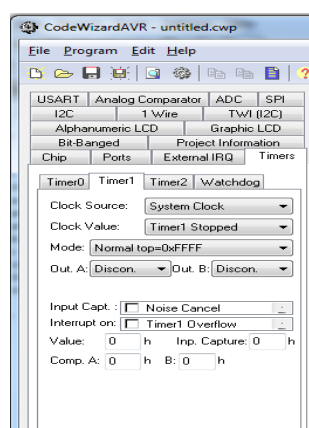 CodeWizardAVR - untitled.cwp
File Program Edit Help
USART Analog Comparator ADC SPI
I2C 1 Wire TWI (I2C)
Alphanumeric LCD Graphic LCD
Bit-Banged Project Information
Chip Ports External IRQ Timers
Timer0 Timer1 Timer2 Watchdog
Clock Source: System Clock
Clock Value: Timer1 Stopped
Mode: Normal top=0xFFFF
Out. A: Discon. Out. B: Discon.
Input Capt. : Noise Cancel
Interrupt on: Timer1 Overflow
Value: 0 h Inp. Capture: 0 h
Comp. A: 0 h B: 0 h